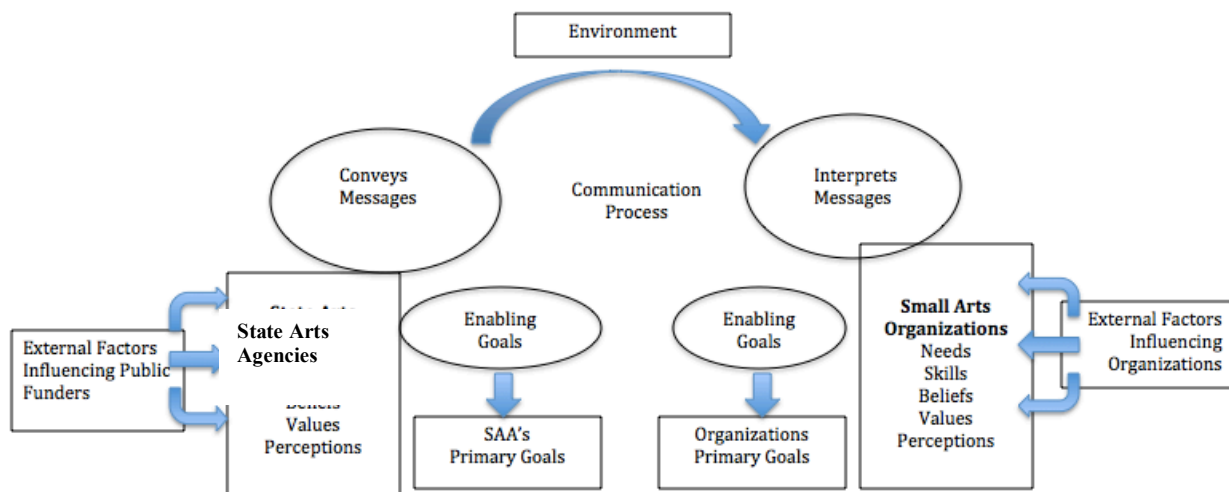 Environment
Conveys
Messages
Communication
Process
Interprets
Messages
External Factors
Influencing Public
Funders
State Arts
State Arts
Agencies
Beliefs
Values
Perceptions
Enabling
Goals
SAA's
Primary Goals
Enabling
Goals
Organizations
Primary Goals
Small Arts
Organizations
Needs
Skills
Beliefs
Values
Perceptions
External Factors
Influencing
Organizations